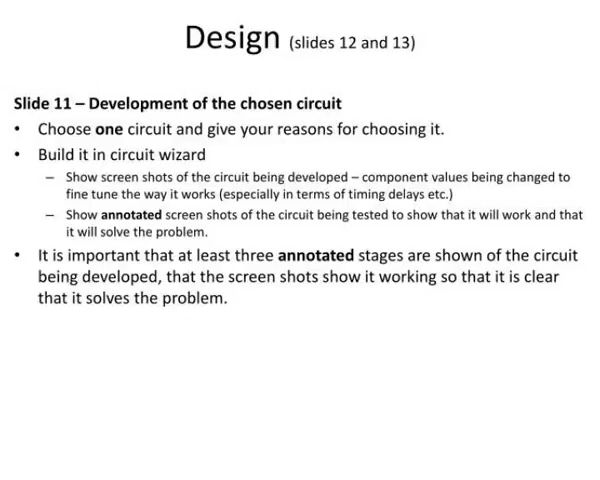 Design (slides 12 and 13)
Slide 11 – Development of the chosen circuit
• Choose one circuit and give your reasons for choosing it.
• Build it in circuit wizard
– Show screen shots of the circuit being developed – component values being changed to
fine tune the way it works (especially in terms of timing delays etc.)
– Show annotated screen shots of the circuit being tested to show that it will work and that
it will solve the problem.
• It is important that at least three annotated stages are shown of the circuit
being developed, that the screen shots show it working so that it is clear
that it solves the problem.